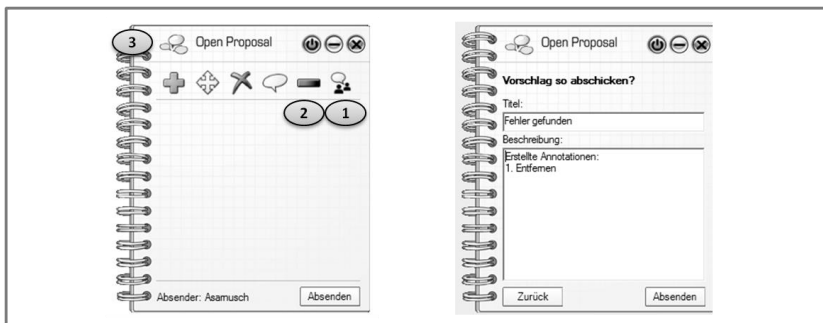 3
Open Proposal
2
1
Absender: Asamusch
Absenden
Open Proposal
Vorschlag so abschicken?
Titel:
Fehler gefunden
Beschreibung:
Erstellte Annotationen:
1. Entfernen
Zurück
Absenden